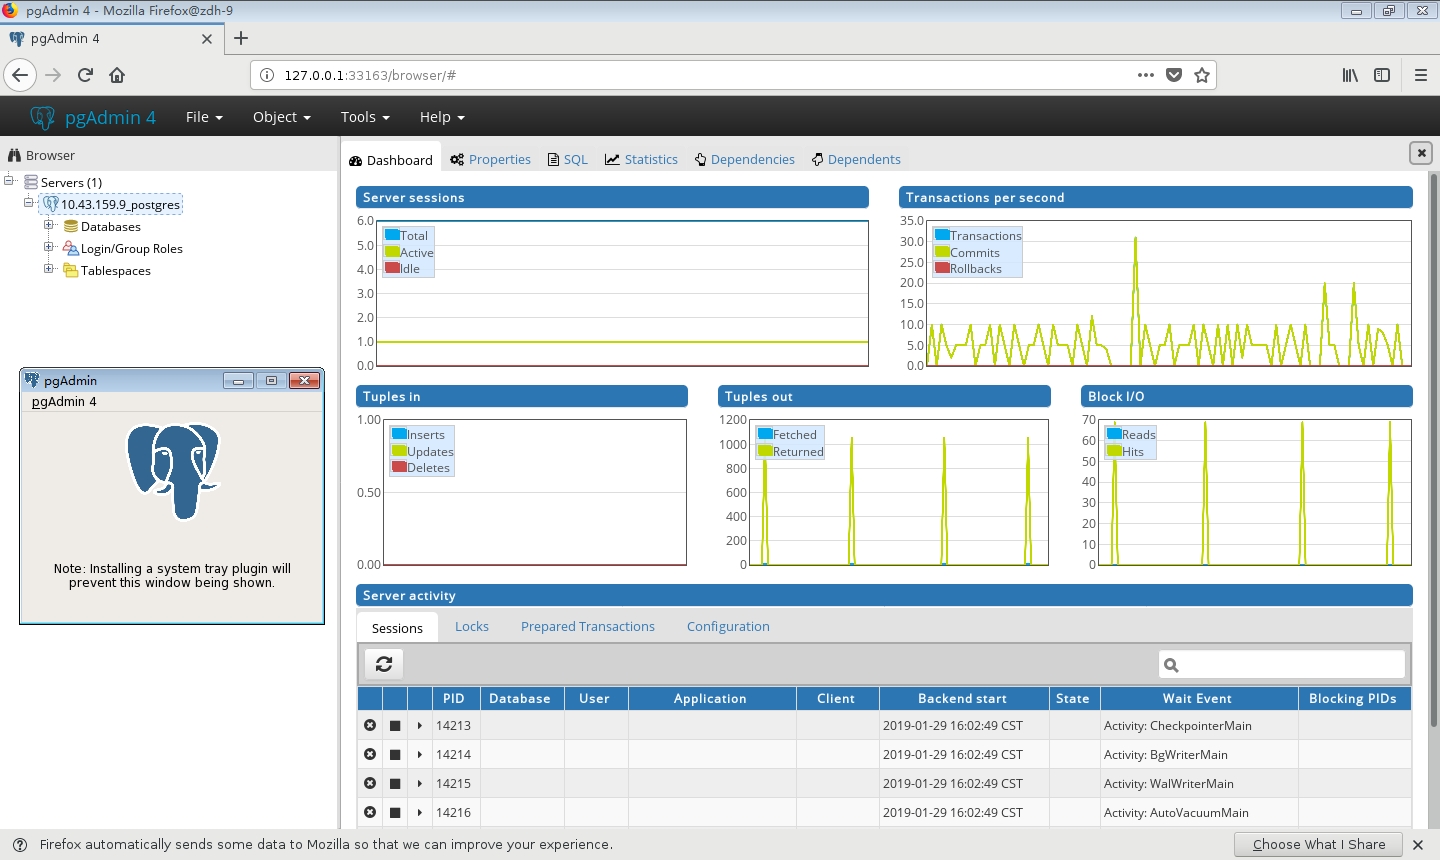 pgAdmin 4 - Mozilla Firefox@zdh-9
pgAdmin 4
127.0.0.1:33163/browser/#
pgAdmin 4 File Object Tools Help
Browser
Servers (1)
10.43.159.9_postgres
Databases
Login/Group Roles
Tablespaces
pgAdmin
pgAdmin 4
Note: Installing a system tray plugin will
prevent this window being shown.
Dashboard Properties SQL Statistics Dependencies Dependents
Server sessions
6.0
5.0
4.0
3.0
2.0
1.0
0.0
Total
Active
Idle
Transactions per second
35.0
30.0
25.0
20.0
15.0
10.0
5.0
0.0
Transactions
Commits
Rollbacks
Tuples in
1.00
0.50
0.00
Inserts
Updates
Deletes
Tuples out
1200
1000
800
600
400
200
0
Fetched
Returned
Block I/O
70
60
50
40
30
20
10
0
Reads
Hits
Server activity
Sessions Locks Prepared Transactions Configuration
PID Database User Application Client Backend start State Wait Event Blocking PIDs
14213 2019-01-29 16:02:49 CST Activity: CheckpointerMain
14214 2019-01-29 16:02:49 CST Activity: BgWriterMain
14215 2019-01-29 16:02:49 CST Activity: WalWriterMain
14216 2019-01-29 16:02:49 CST Activity: AutoVacuumMain
Firefox automatically sends some data to Mozilla so that we can improve your experience.
Choose What I Share